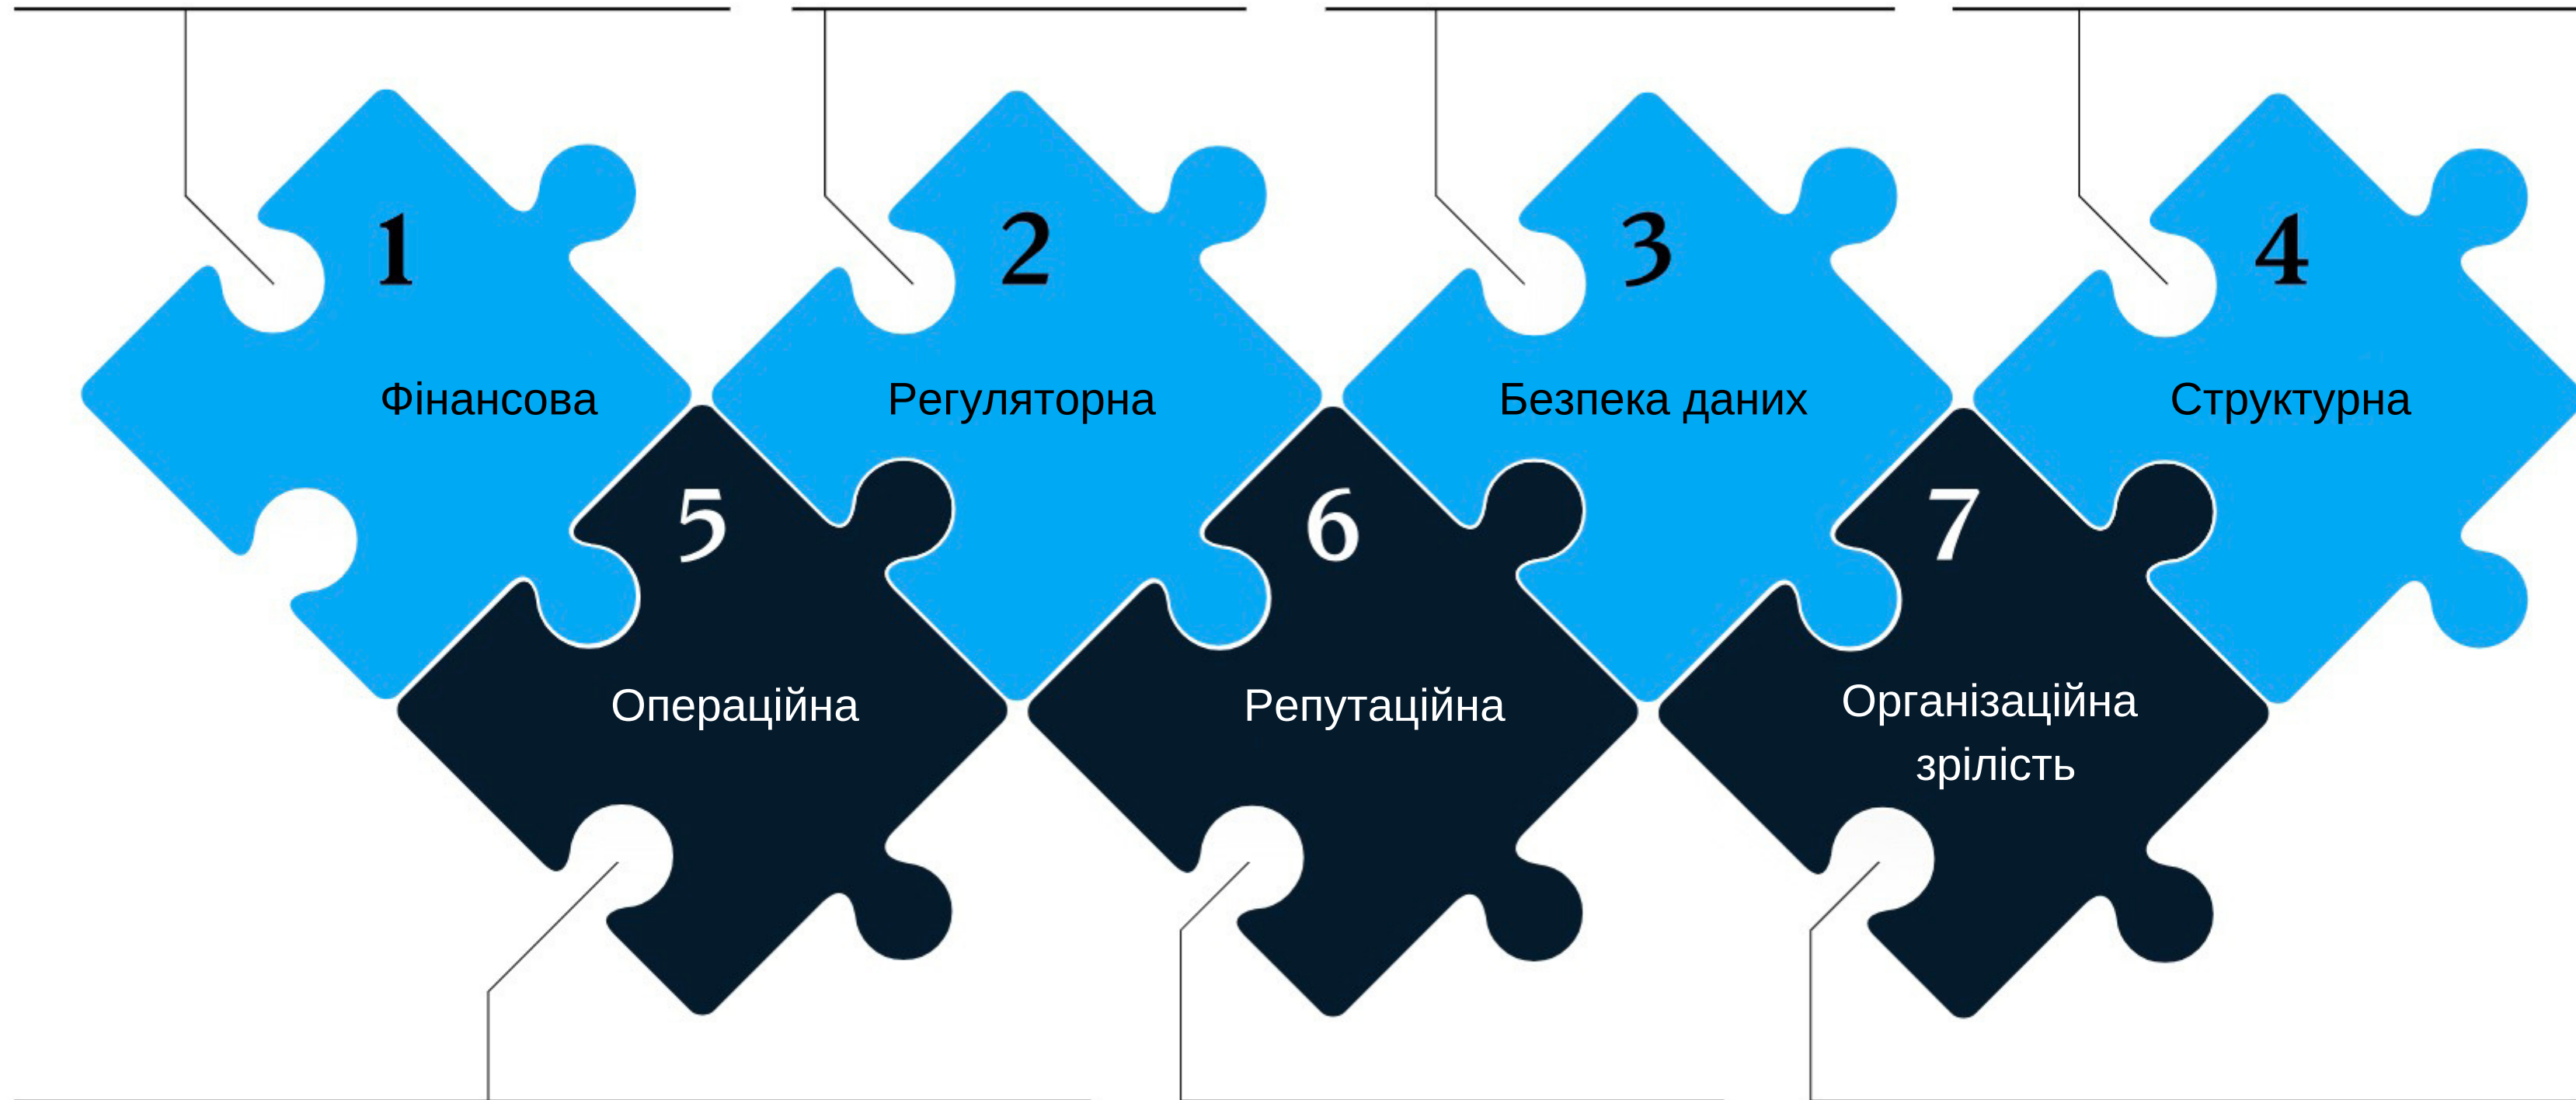 1
Фінансова
2
Регуляторна
3
Безпека даних
4
Структурна
5
Операційна
6
Репутаційна
7
Організаційна
зрілість